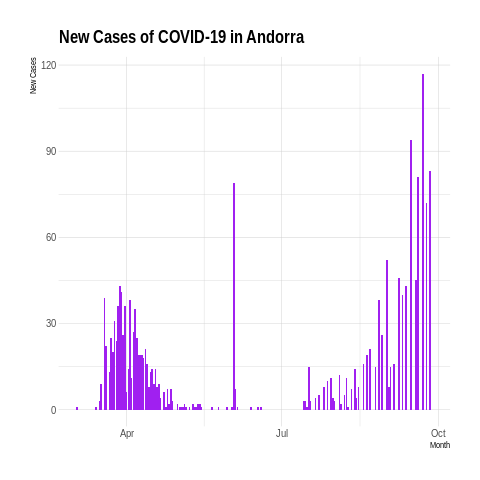 New Cases of COVID-19 in Andorra
New Cases
120
90
60
30
0
Apr
Jul
Oct
Month